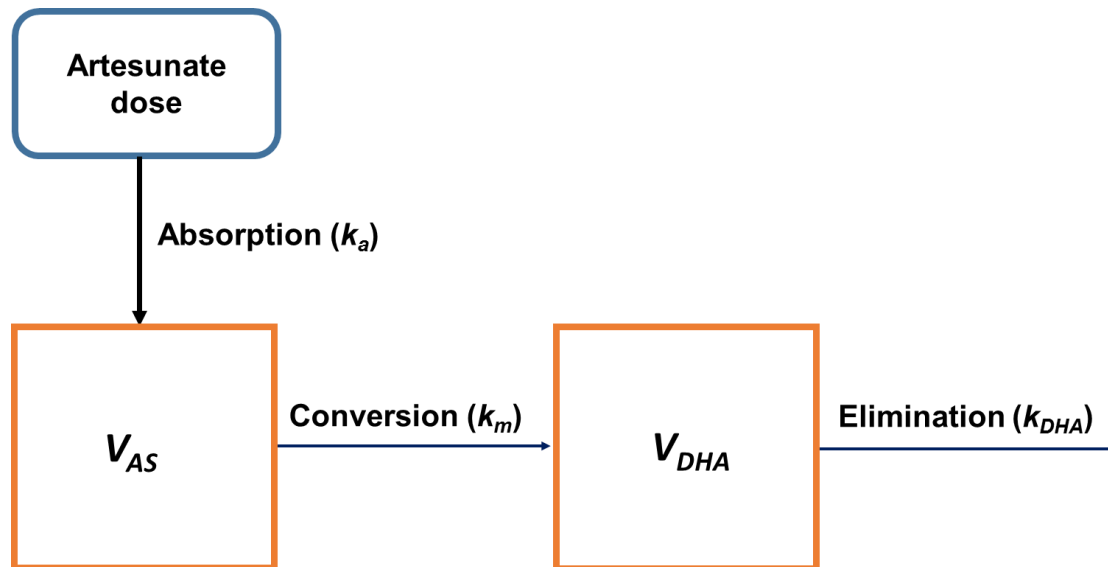 Artesunate
dose
Absorption (ka)
Conversion (km)
Elimination (kDHA)
VAS
VDHA